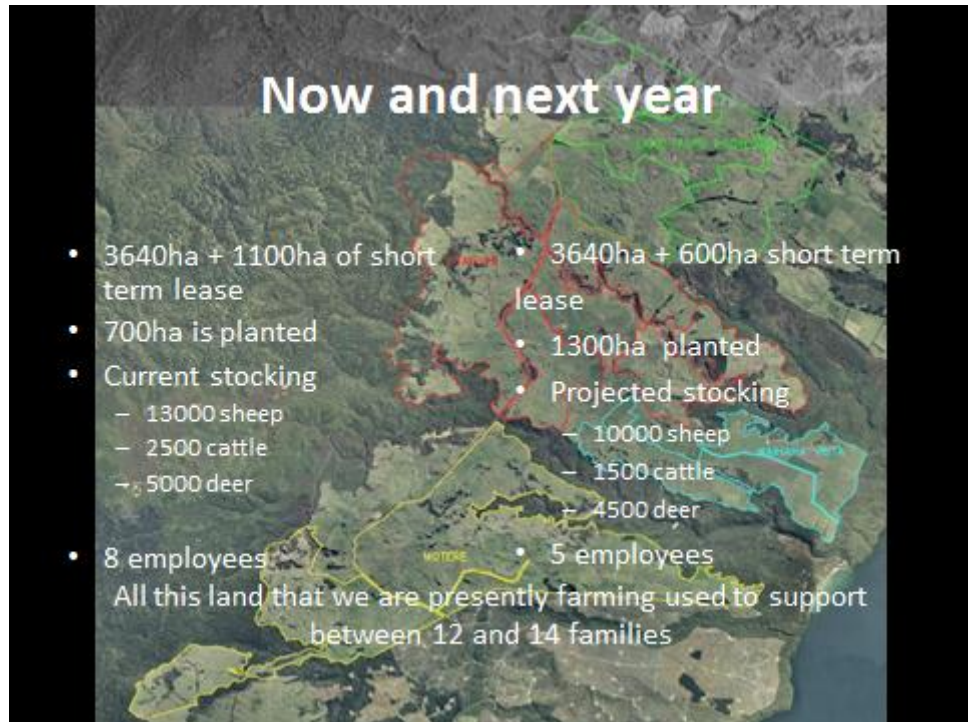 Now and next year
• 3640ha + 1100ha of short
term lease
• 700ha is planted
• Current stocking
– 13000 sheep
– 2500 cattle
– 5000 deer
• 8 employees
• 3640ha + 600ha short term
lease
• 1300ha planted
• Projected stocking
– 10000 sheep
– 1500 cattle
– 4500 deer
• 5 employees
All this land that we are presently farming used to support
between 12 and 14 families
MOTERE